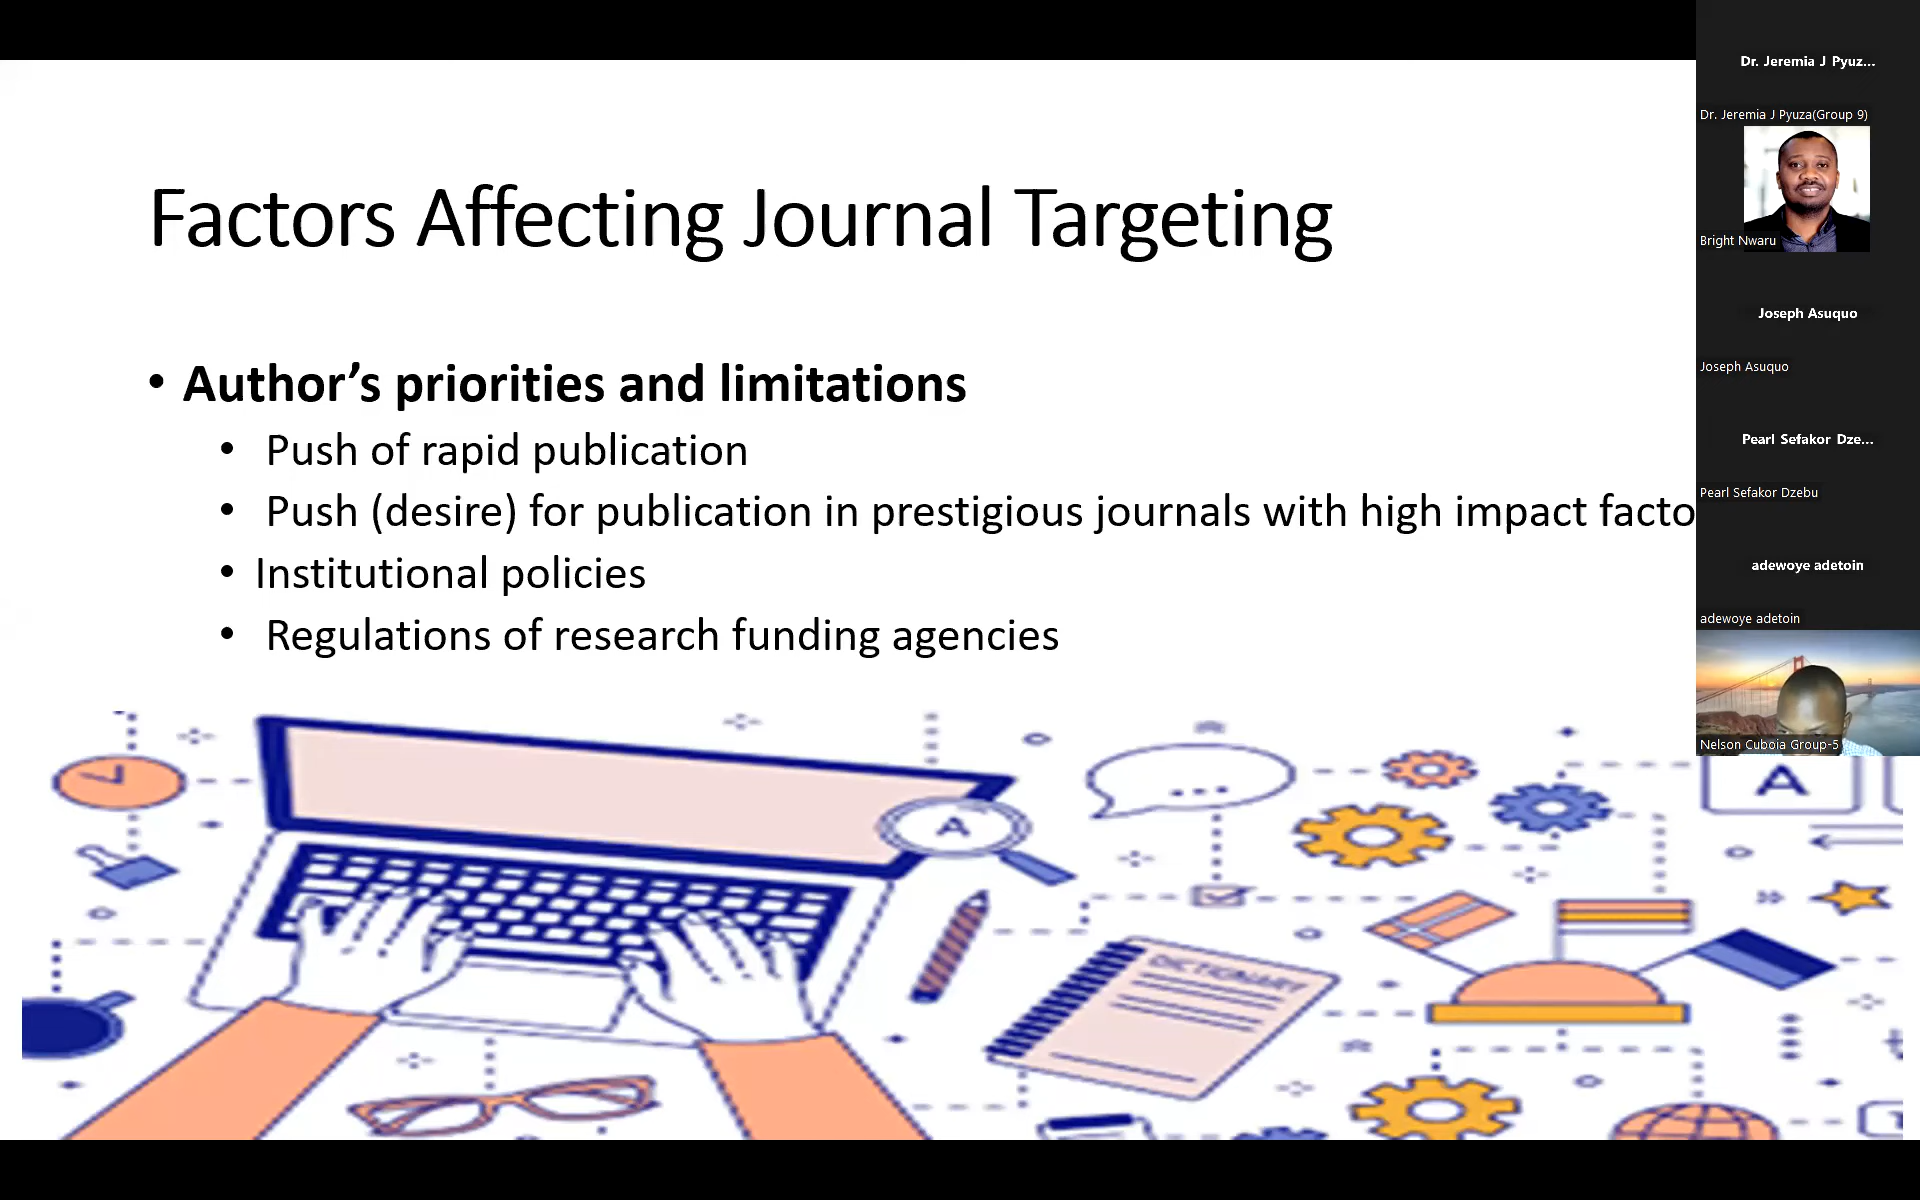 Factors Affecting Journal Targeting
• Author’s priorities and limitations
• Push of rapid publication
• Push (desire) for publication in prestigious journals with high impact facto
• Institutional policies
• Regulations of research funding agencies
A
DICTIONARY
A
Dr. Jeremia J Pyuz...
Dr. Jeremia J Pyuza(Group 9)
Bright Nwaru
Joseph Asuquo
Joseph Asuquo
Pearl Sefakor Dze...
Pearl Sefakor Dzebu
adewoye adetoin
adewoye adetoin
Nelson Cuboia Group-5